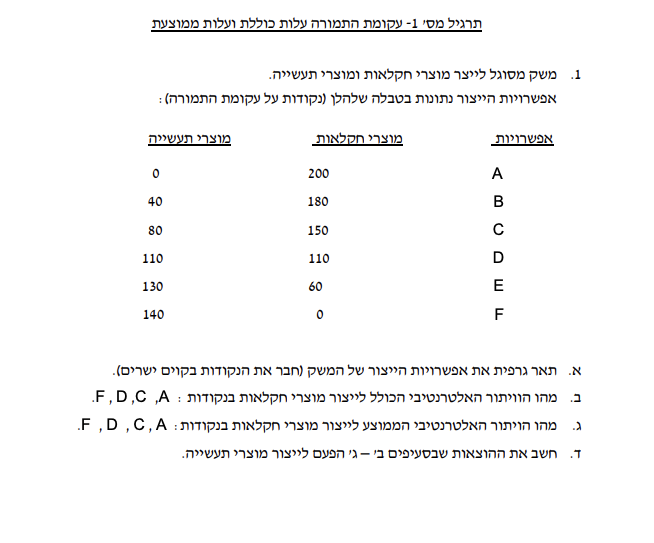 תרגיל מס' 1- עקומת התמורה עלות כוללת ועלות ממוצעת
1. משק מסוגל לייצר מוצרי חקלאות ומוצרי תעשייה.
אפשרויות הייצור נתונות בטבלה שלהלן (נקודות על עקומת התמורה):
אפשרויות מוצרי חקלאות מוצרי תעשייה
A 200 0
B 180 40
C 150 80
D 110 110
E 60 130
F 0 140
א. תאר גרפית את אפשרויות הייצור של המשק (חבר את הנקודות בקוים ישרים).
ב. מהו הוויתור האלטרנטיבי הכולל לייצור מוצרי חקלאות בנקודות : F , D ,C ,A.
ג. מהו הויתור האלטרנטיבי הממוצע לייצור מוצרי חקלאות בנקודות : F , D , C , A.
ד. חשב את ההוצאות שבסעיפים ב' – ג' הפעם לייצור מוצרי תעשייה.